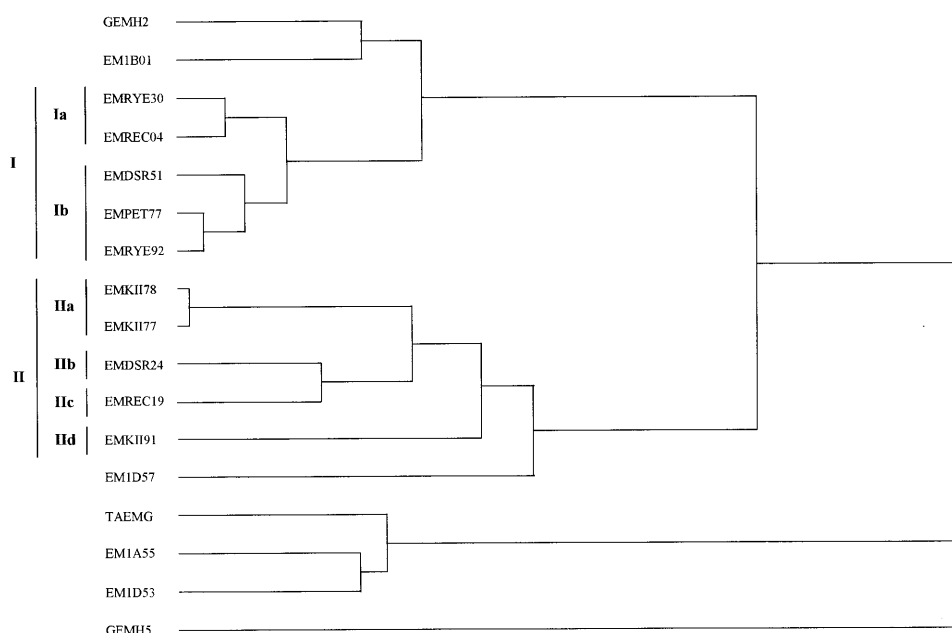 GEMH2
EM1B01
I
Ia
EMRYE30
EMREC04
Ib
EMDSR51
EMPET77
EMRYE92
II
IIa
EMKII78
EMKII77
IIb
EMDSR24
IIc
EMREC19
IId
EMKII91
EM1D57
TAEMG
EM1A55
EM1D53
GEMH5